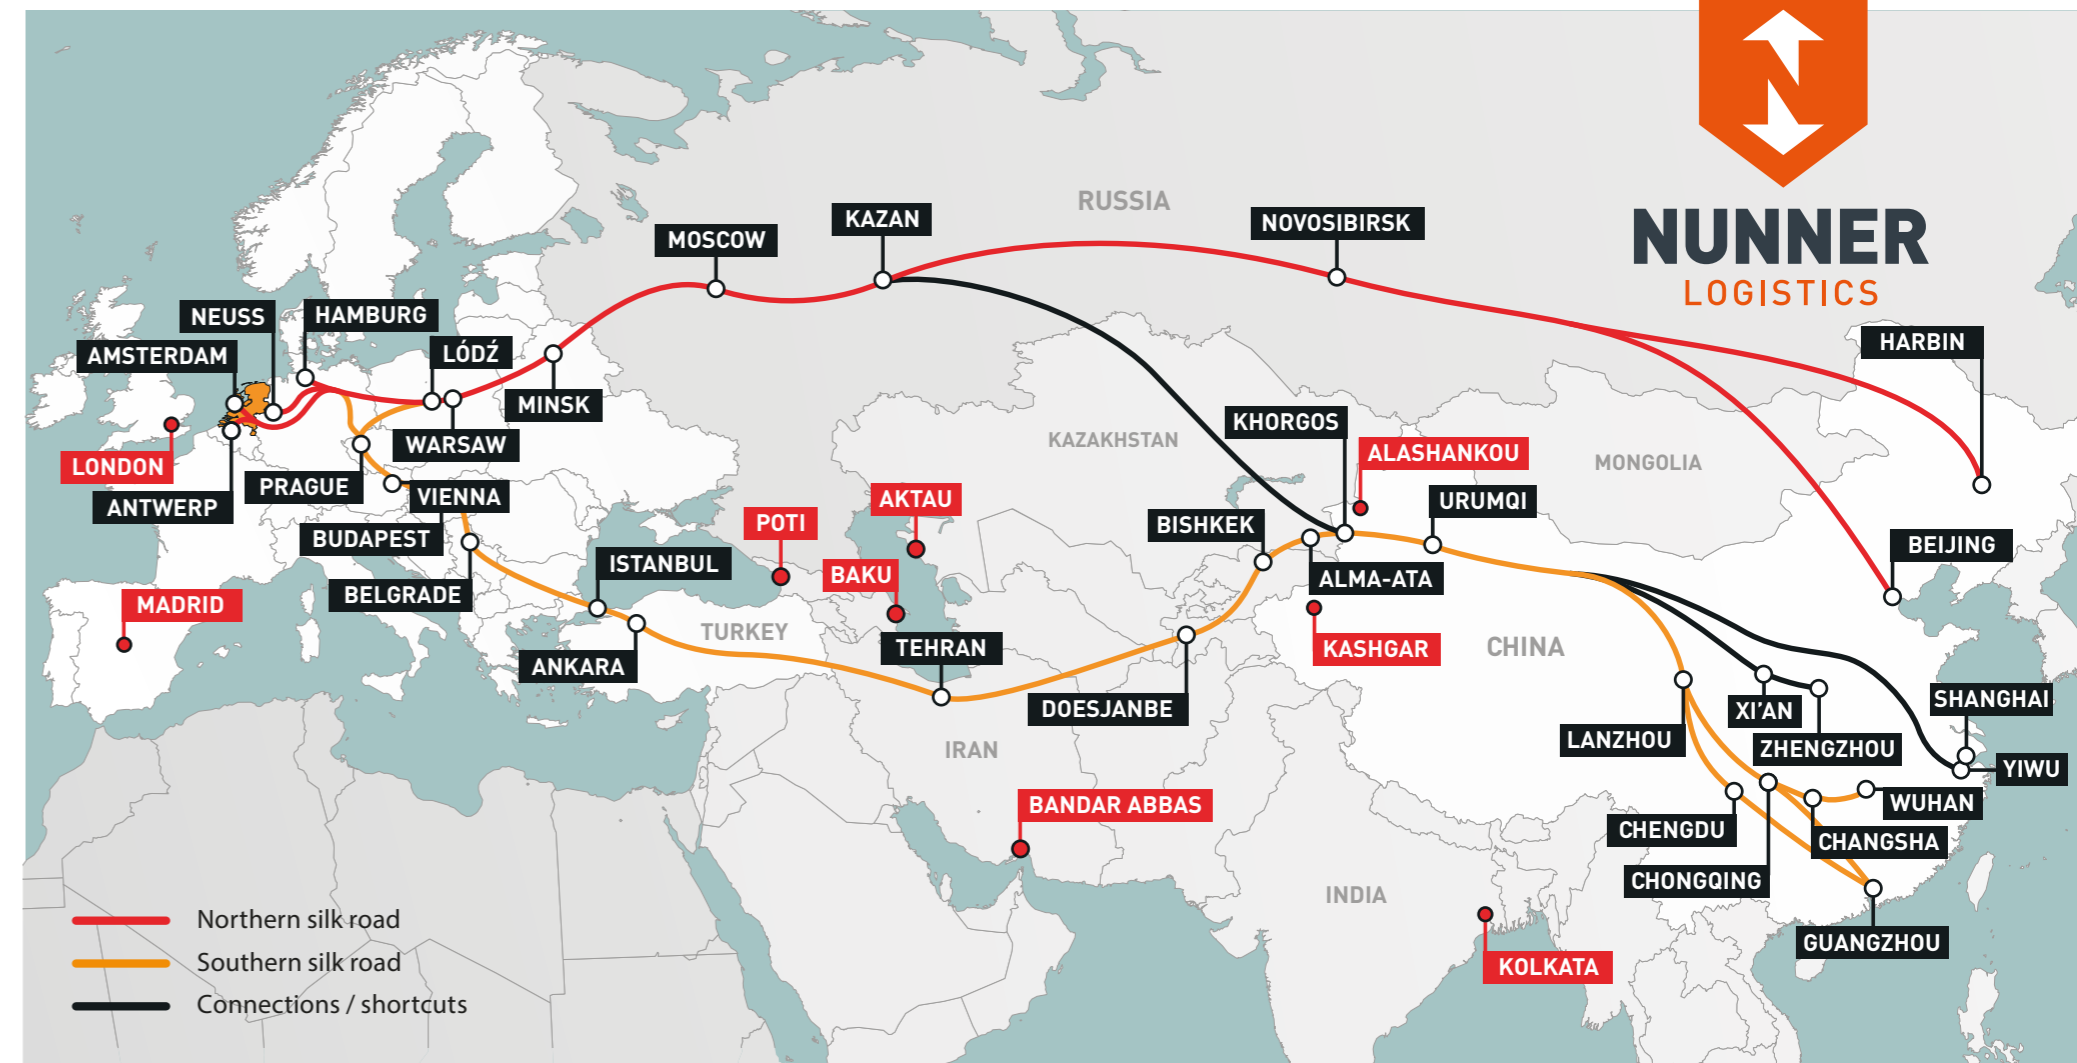 RUSSIA
KAZAN
NOVOSIBIRSK
MOSCOW
NUNNER
LOGISTICS
NEUSS
HAMBURG
HARBIN
AMSTERDAM
LÓDŹ
MINSK
KHORGOS
WARSAW
KAZAKHSTAN
ALASHANKOU
MONGOLIA
LONDON
PRAGUE
VIENNA
ANTWERP
AKTAU
URUMQI
POTI
BISHKEK
BUDAPEST
BEIJING
ISTANBUL
BAKU
ALMA-ATA
BELGRADE
MADRID
TURKEY
TEHRAN
KASHGAR
CHINA
ANKARA
SHANGHAI
DOESJANBE
XI'AN
LANZHOU
ZHENGZHOU
IRAN
YIWU
BANDAR ABBAS
WUHAN
CHENGDU
CHANGSHA
CHONGQING
INDIA
GUANGZHOU
KOLKATA
Northern silk road
Southern silk road
Connections / shortcuts